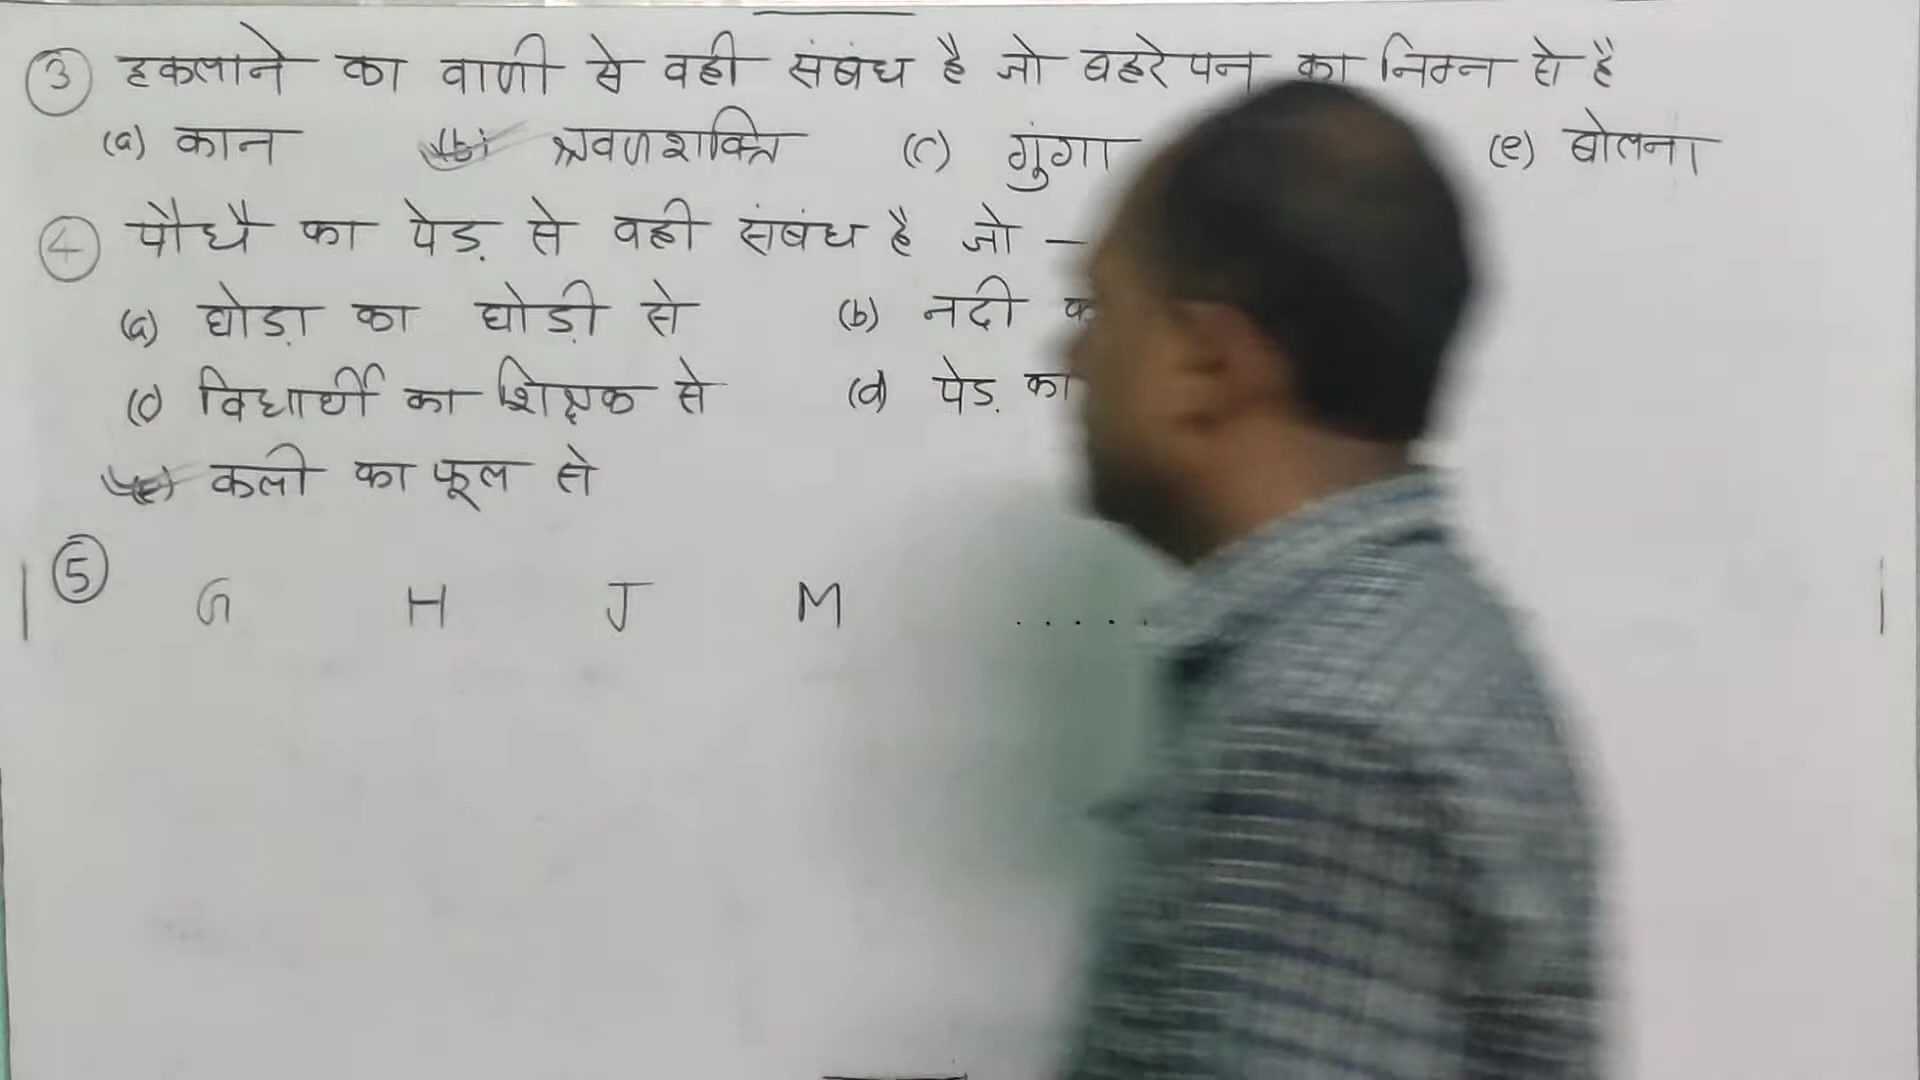 ③ हकलाने का वाणी से वही संबंध है जो बहरेपन का निम्न से है
(a) कान (b) श्रवणशक्ति (c) गुंगा (e) बोलना
④ पौधै का पेड़ से वही संबंध है जो –
(a) घोड़ा का घोड़ी से (b) नदी
(c) विद्यार्थी का शिक्षक से (d) पेड़ का
(e) कली का फूल से
⑤ G H J M .....